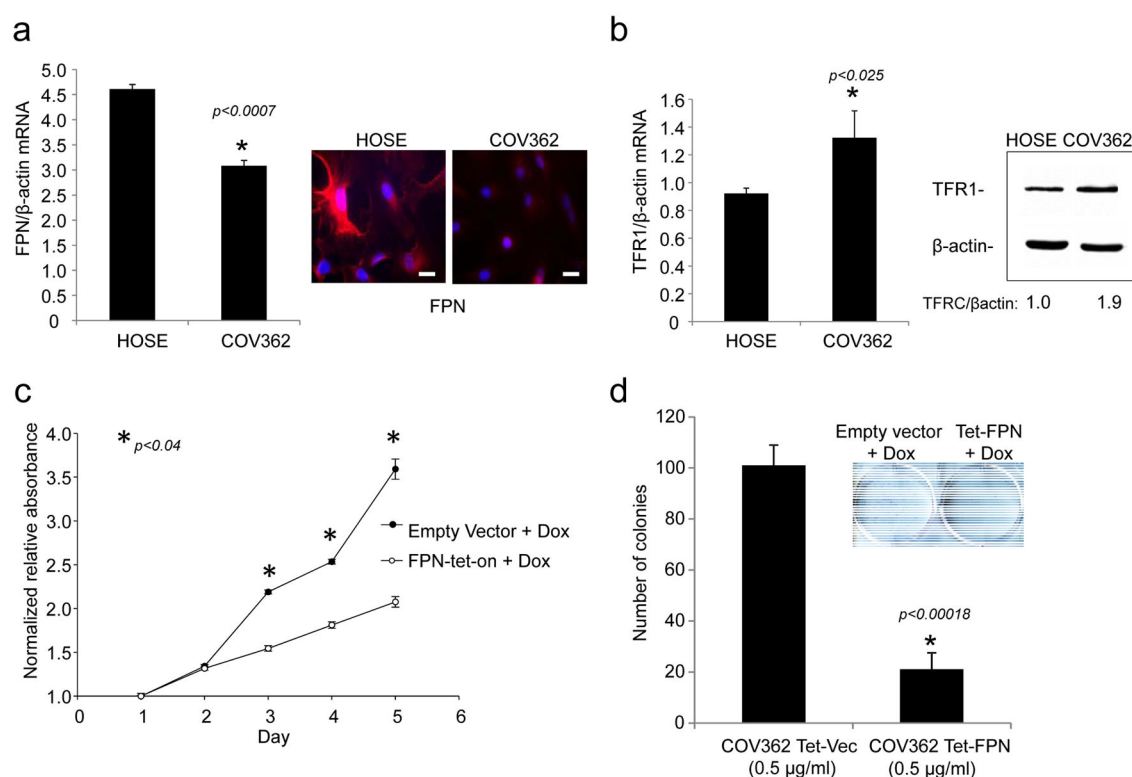 a
FPN/β-actin mRNA
5.0
4.5
4.0
3.5
3.0
2.5
2.0
1.5
1.0
0.5
0
p<0.0007
*
HOSE COV362
HOSE COV362
FPN
b
TFR1/β-actin mRNA
1.6
1.4
1.2
1.0
0.8
0.6
0.4
0.2
0
p<0.025
*
HOSE COV362
HOSE COV362
TFR1-
β-actin-
TFRC/βactin: 1.0 1.9
c
Normalized relative absorbance
4.0
3.5
3.0
2.5
2.0
1.5
1.0
* p<0.04
*
*
*
Empty Vector + Dox
FPN-tet-on + Dox
0 1 2 3 4 5 6
Day
d
Number of colonies
120
100
80
60
40
20
0
Empty vector Tet-FPN
+ Dox + Dox
p<0.00018
*
COV362 Tet-Vec COV362 Tet-FPN
(0.5 µg/ml) (0.5 µg/ml)